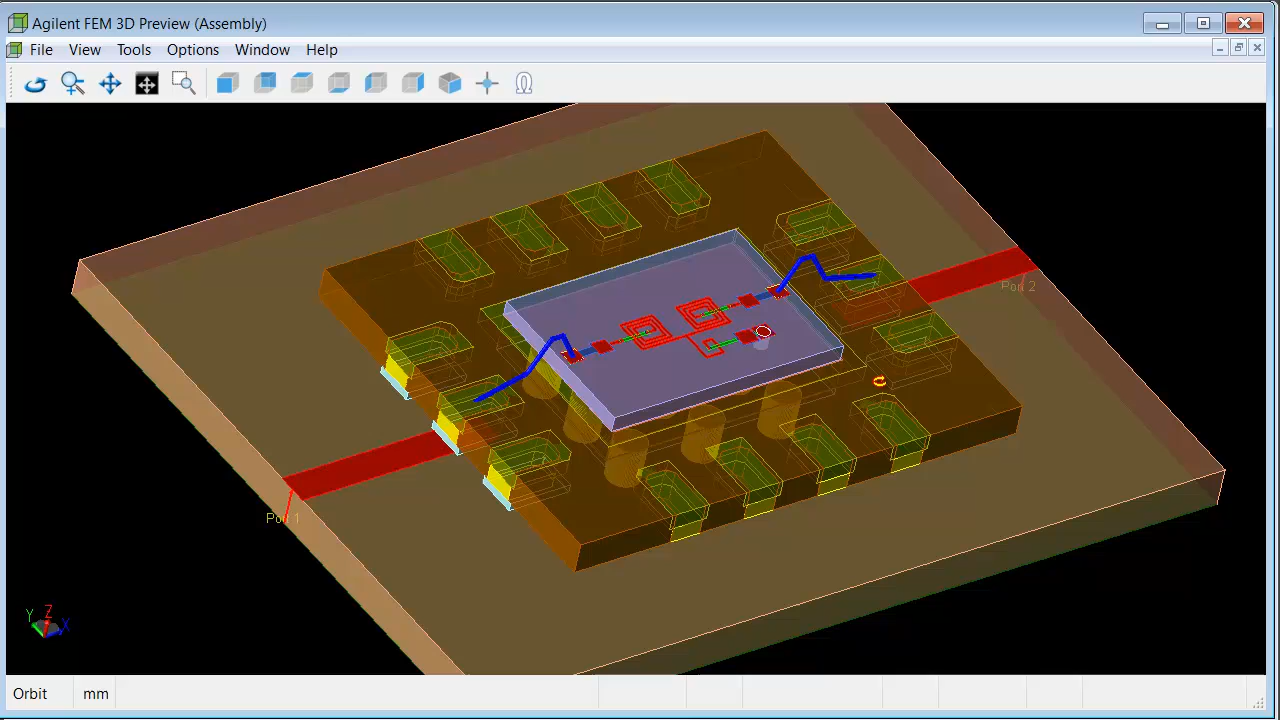 Agilent FEM 3D Preview (Assembly)
File View Tools Options Window Help
Port 2
Port 1
Y Z X
Orbit mm